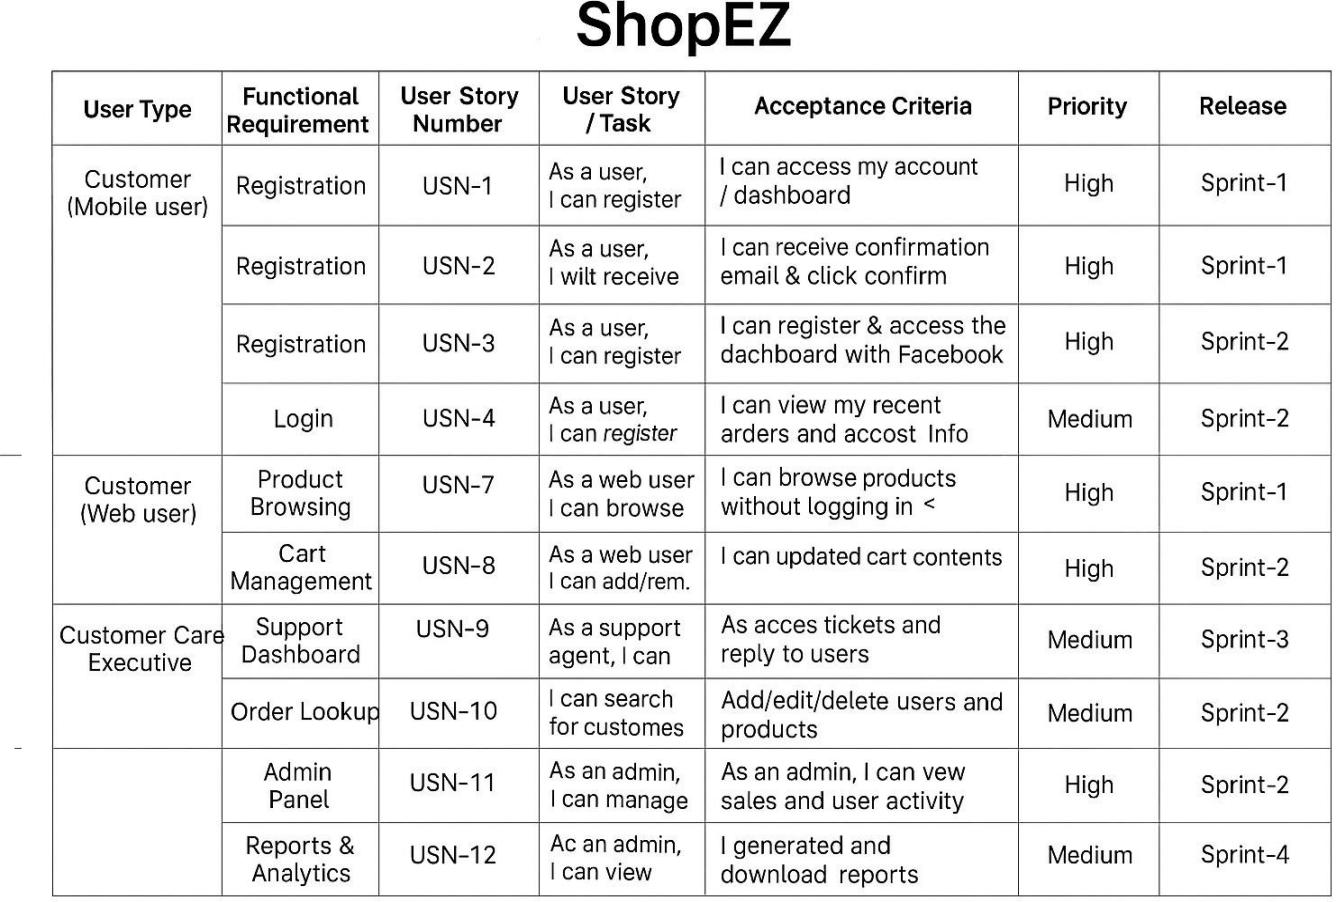 ShopEZ
User Type
Functional
Requirement
User Story
Number
User Story
/ Task
Acceptance Criteria
Priority
Release
Customer
(Mobile user)
Registration
USN-1
As a user,
I can register
I can access my account
/ dashboard
High
Sprint-1
Registration
USN-2
As a user,
I wilt receive
I can receive confirmation
email & click confirm
High
Sprint-1
Registration
USN-3
As a user,
I can register
I can register & access the
dachboard with Facebook
High
Sprint-2
Login
USN-4
As a user,
I can register
I can view my recent
arders and accost Info
Medium
Sprint-2
Customer
(Web user)
Product
Browsing
USN-7
As a web user
I can browse
I can browse products
without logging in <
High
Sprint-1
Cart
Management
USN-8
As a web user
I can add/rem.
I can updated cart contents
High
Sprint-2
Customer Care
Executive
Support
Dashboard
USN-9
As a support
agent, I can
As acces tickets and
reply to users
Medium
Sprint-3
Order Lookup
USN-10
I can search
for customes
Add/edit/delete users and
products
Medium
Sprint-2
Admin
Panel
USN-11
As an admin,
I can manage
As an admin, I can vew
sales and user activity
High
Sprint-2
Reports &
Analytics
USN-12
Ac an admin,
I can view
I generated and
download reports
Medium
Sprint-4